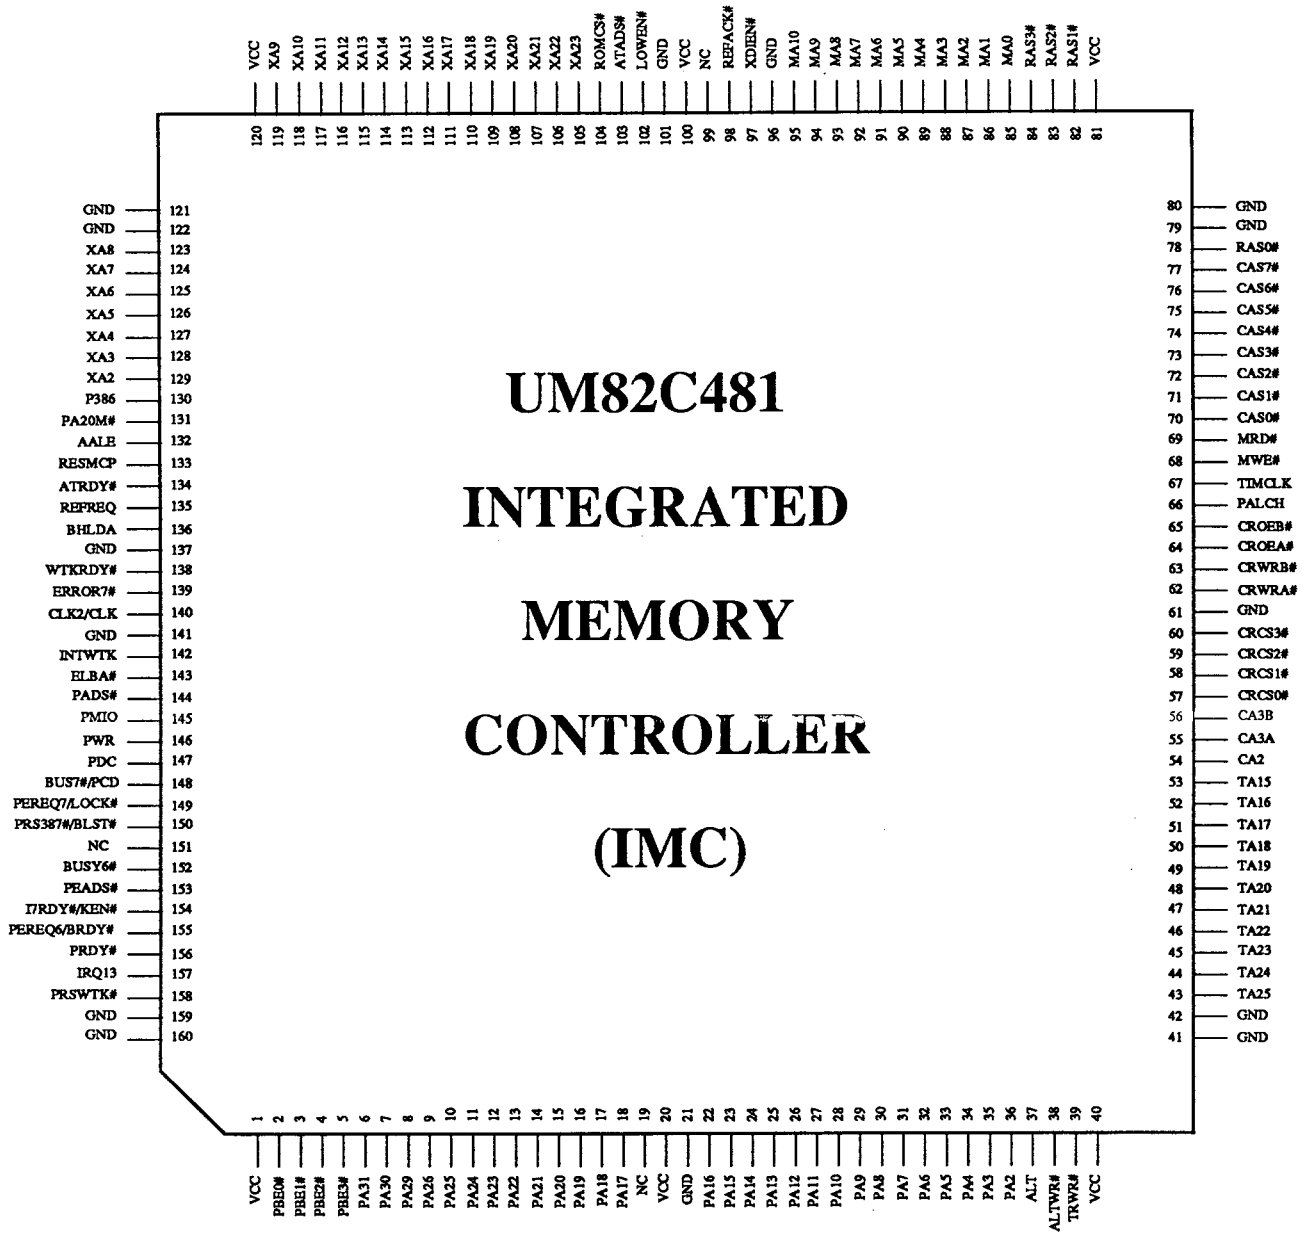 VCC XA9 XA10 XA11 XA12 XA13 XA14 XA15 XA16 XA17 XA18 XA19 XA20 XA21 XA22 XA23 ROMCS# ATADS# LOWEN# GND VCC NC REFACK# XDIEN# GND MA10 MA9 MA8 MA7 MA6 MA5 MA4 MA3 MA2 MA1 MA0 RAS3# RAS2# RAS1# VCC
120 119 118 117 116 115 114 113 112 111 110 109 108 107 106 105 104 103 102 101 100 99 98 97 96 95 94 93 92 91 90 89 88 87 86 85 84 83 82 81
GND 121
GND 122
XA8 123
XA7 124
XA6 125
XA5 126
XA4 127
XA3 128
XA2 129
P386 130
PA20M# 131
AALE 132
RESMCP 133
ATRDY# 134
REFREQ 135
BHLDA 136
GND 137
WTKRDY# 138
ERROR7# 139
CLK2/CLK 140
GND 141
INTWTK 142
ELBA# 143
PADS# 144
PMIO 145
PWR 146
PDC 147
BUS7#/PCD 148
PEREQ7/LOCK# 149
PRS387#/BLST# 150
NC 151
BUSY6# 152
PEADS# 153
I7RDY#/KEN# 154
PEREQ6/BRDY# 155
PRDY# 156
IRQ13 157
PRSWTK# 158
GND 159
GND 160
UM82C481
INTEGRATED
MEMORY
CONTROLLER
(IMC)
80 GND
79 GND
78 RAS0#
77 CAS7#
76 CAS6#
75 CAS5#
74 CAS4#
73 CAS3#
72 CAS2#
71 CAS1#
70 CAS0#
69 MRD#
68 MWE#
67 TIMCLK
66 PALCH
65 CROEB#
64 CROEA#
63 CRWRB#
62 CRWRA#
61 GND
60 CRCS3#
59 CRCS2#
58 CRCS1#
57 CRCS0#
56 CA3B
55 CA3A
54 CA2
53 TA15
52 TA16
51 TA17
50 TA18
49 TA19
48 TA20
47 TA21
46 TA22
45 TA23
44 TA24
43 TA25
42 GND
41 GND
1 2 3 4 5 6 7 8 9 10 11 12 13 14 15 16 17 18 19 20 21 22 23 24 25 26 27 28 29 30 31 32 33 34 35 36 37 38 39 40
VCC PBE0# PBE1# PBE2# PBE3# PA31 PA30 PA29 PA26 PA25 PA24 PA23 PA22 PA21 PA20 PA19 PA18 PA17 NC VCC GND PA16 PA15 PA14 PA13 PA12 PA11 PA10 PA9 PA8 PA7 PA6 PA5 PA4 PA3 PA2 ALT ALTWR# TRWR# VCC